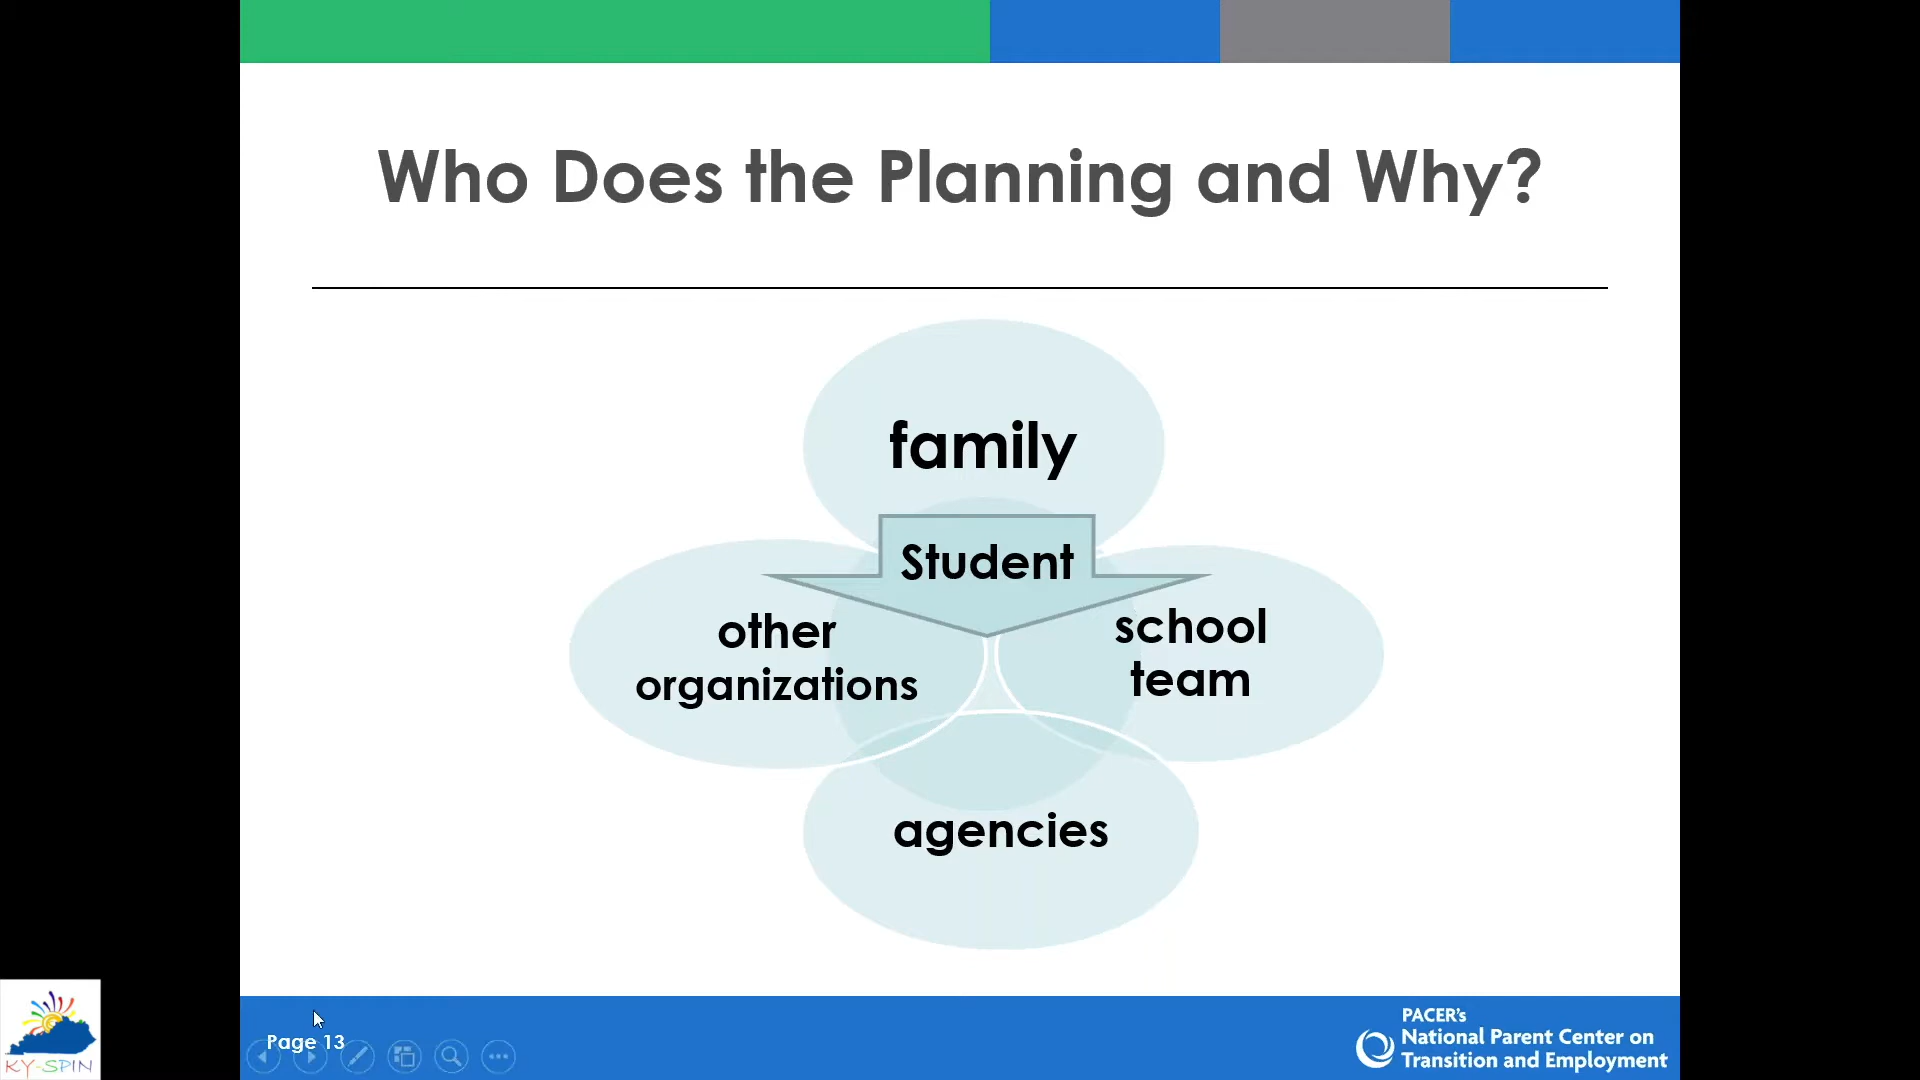 Who Does the Planning and Why?
family
Student
other
organizations
school
team
agencies
Page 13
PACER's
National Parent Center on
Transition and Employment
KY-SPIN